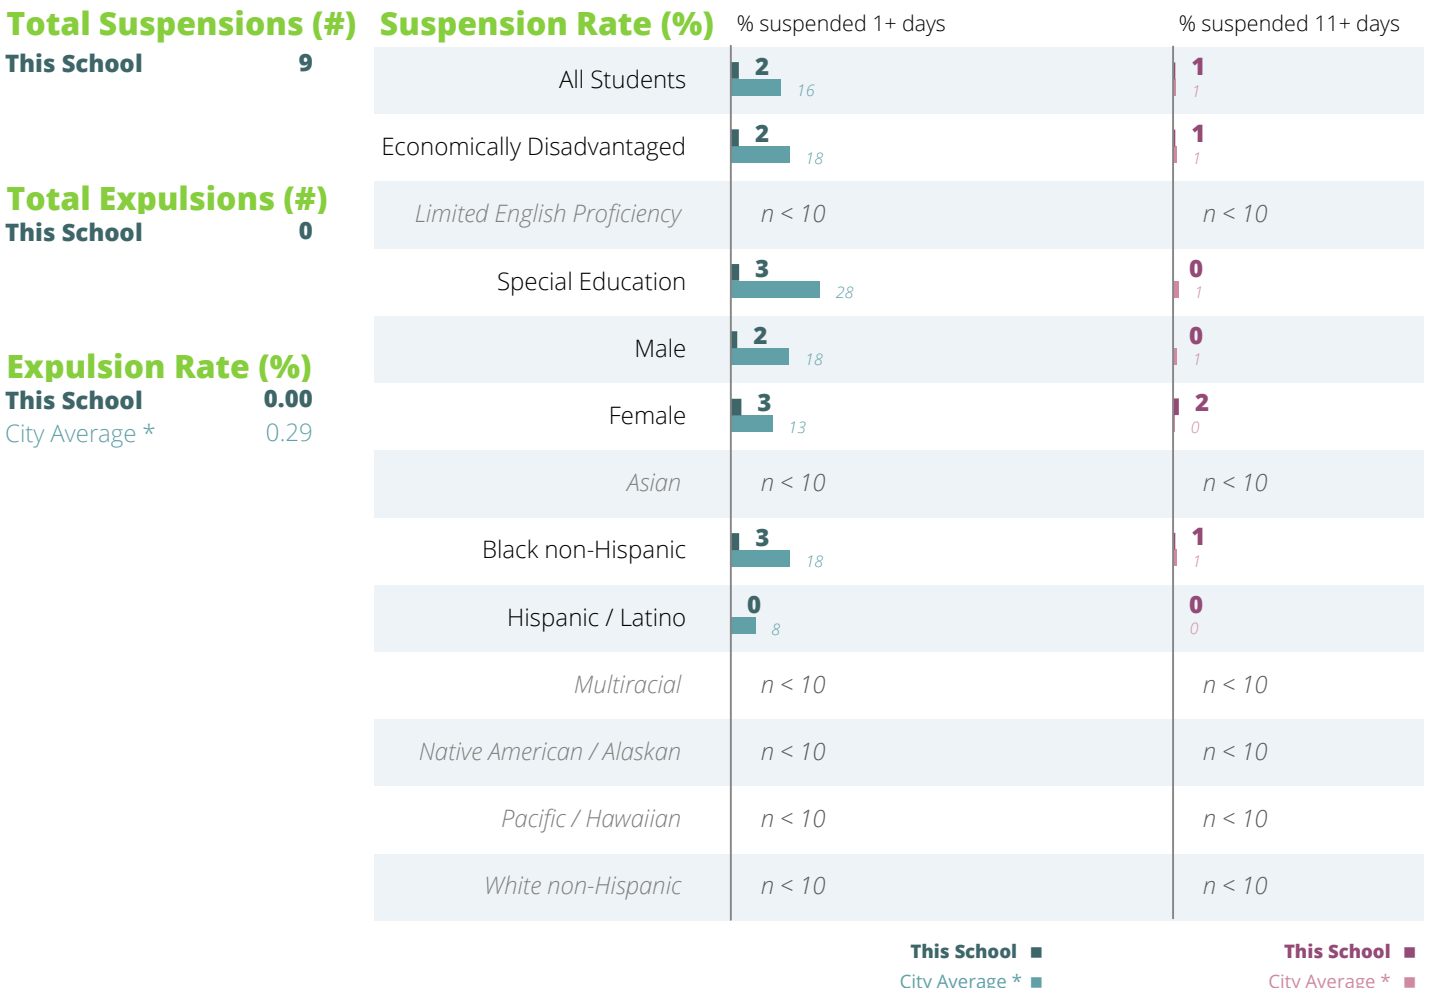 Total Suspensions (#)
This School 9
Total Expulsions (#)
This School 0
Expulsion Rate (%)
This School 0.00
City Average * 0.29
Suspension Rate (%) % suspended 1+ days % suspended 11+ days
All Students 2 1
16 1
Economically Disadvantaged 2 1
18 1
Limited English Proficiency n < 10 n < 10
Special Education 3 0
28 1
Male 2 0
18 1
Female 3 2
13 0
Asian n < 10 n < 10
Black non-Hispanic 3 1
18 1
Hispanic / Latino 0 0
8 0
Multiracial n < 10 n < 10
Native American / Alaskan n < 10 n < 10
Pacific / Hawaiian n < 10 n < 10
White non-Hispanic n < 10 n < 10
This School This School
City Average * City Average *